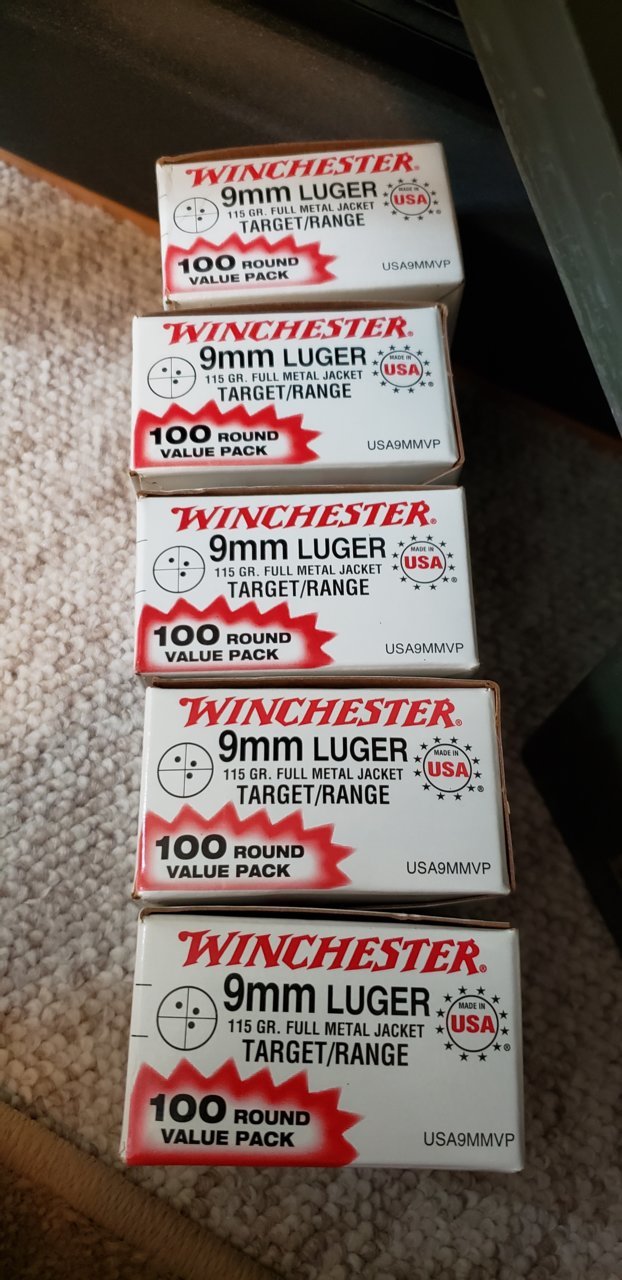 WINCHESTER®
9mm LUGER
115 GR. FULL METAL JACKET
TARGET/RANGE
MADE IN
USA
®
100 ROUND
VALUE PACK
USA9MMVP
WINCHESTER®
9mm LUGER
115 GR. FULL METAL JACKET
TARGET/RANGE
MADE IN
USA
®
100 ROUND
VALUE PACK
USA9MMVP
WINCHESTER®
9mm LUGER
115 GR. FULL METAL JACKET
TARGET/RANGE
MADE IN
USA
®
100 ROUND
VALUE PACK
USA9MMVP
WINCHESTER®
9mm LUGER
115 GR. FULL METAL JACKET
TARGET/RANGE
MADE IN
USA
®
100 ROUND
VALUE PACK
USA9MMVP
WINCHESTER®
9mm LUGER
115 GR. FULL METAL JACKET
TARGET/RANGE
MADE IN
USA
®
100 ROUND
VALUE PACK
USA9MMVP